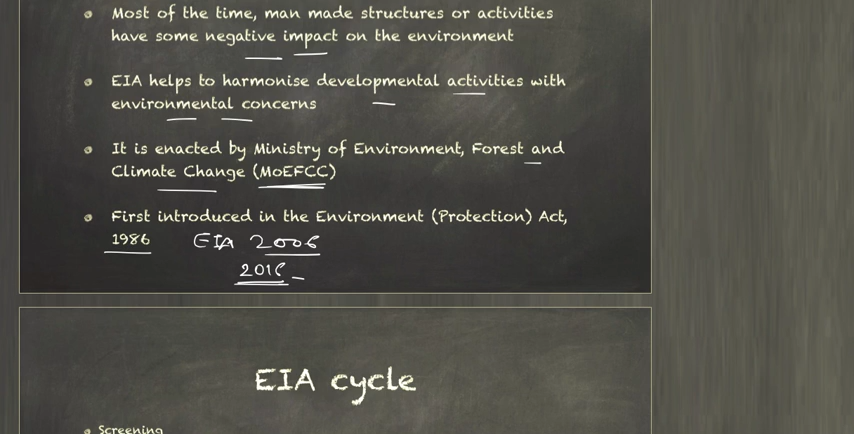 Most of the time, man made structures or activities
have some negative impact on the environment
EIA helps to harmonise developmental activities with
environmental concerns
It is enacted by Ministry of Environment, Forest and
Climate Change (MoEFCC)
First introduced in the Environment (Protection) Act,
1986 EIA 2006
EIA cycle
Screening